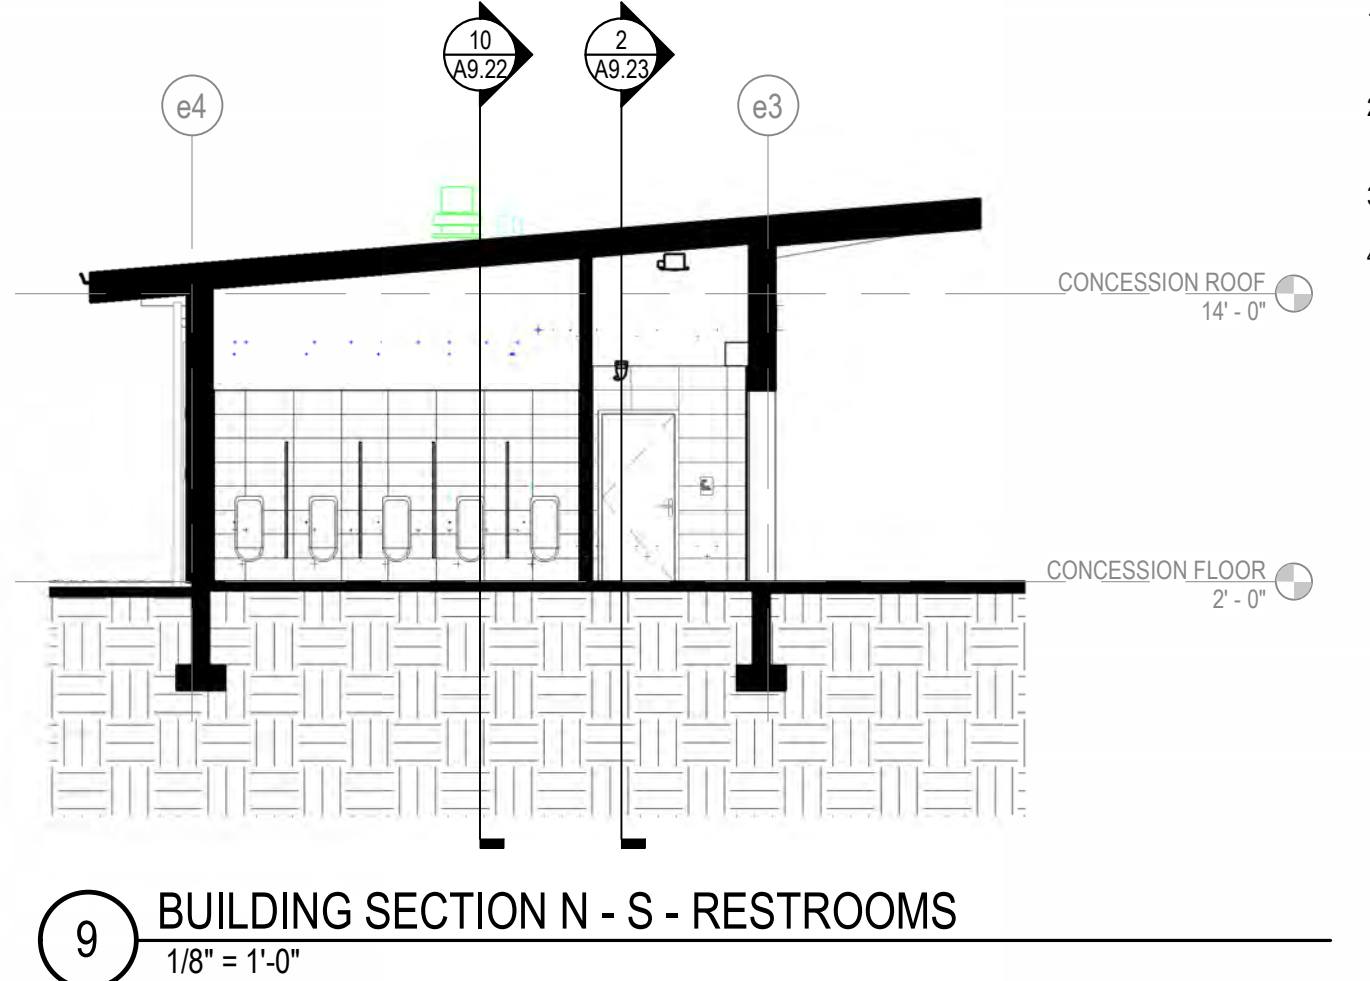 10
A9.22
2
A9.23
e4
e3
CONCESSION ROOF
14' - 0"
CONCESSION FLOOR
2' - 0"
9
BUILDING SECTION N - S - RESTROOMS
1/8" = 1'-0"